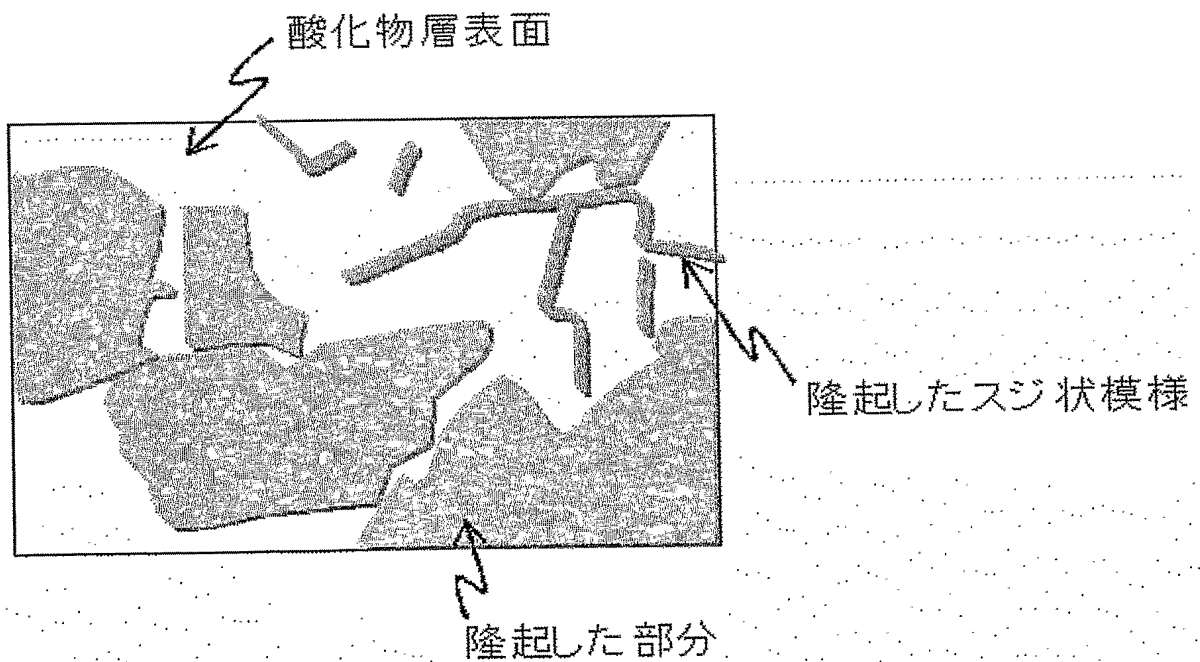 酸化物層表面
隆起したスジ状模様
隆起した部分